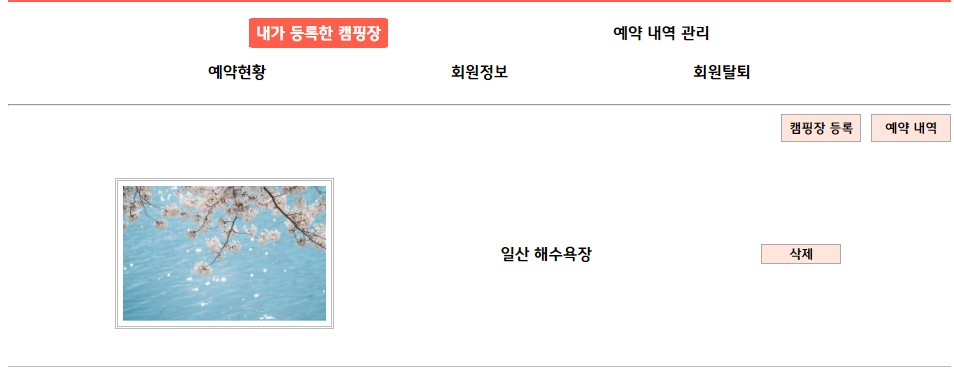 내가 등록한 캠핑장 예약 내역 관리
예약현황 회원정보 회원탈퇴
캠핑장 등록 예약 내역
일산 해수욕장 삭제